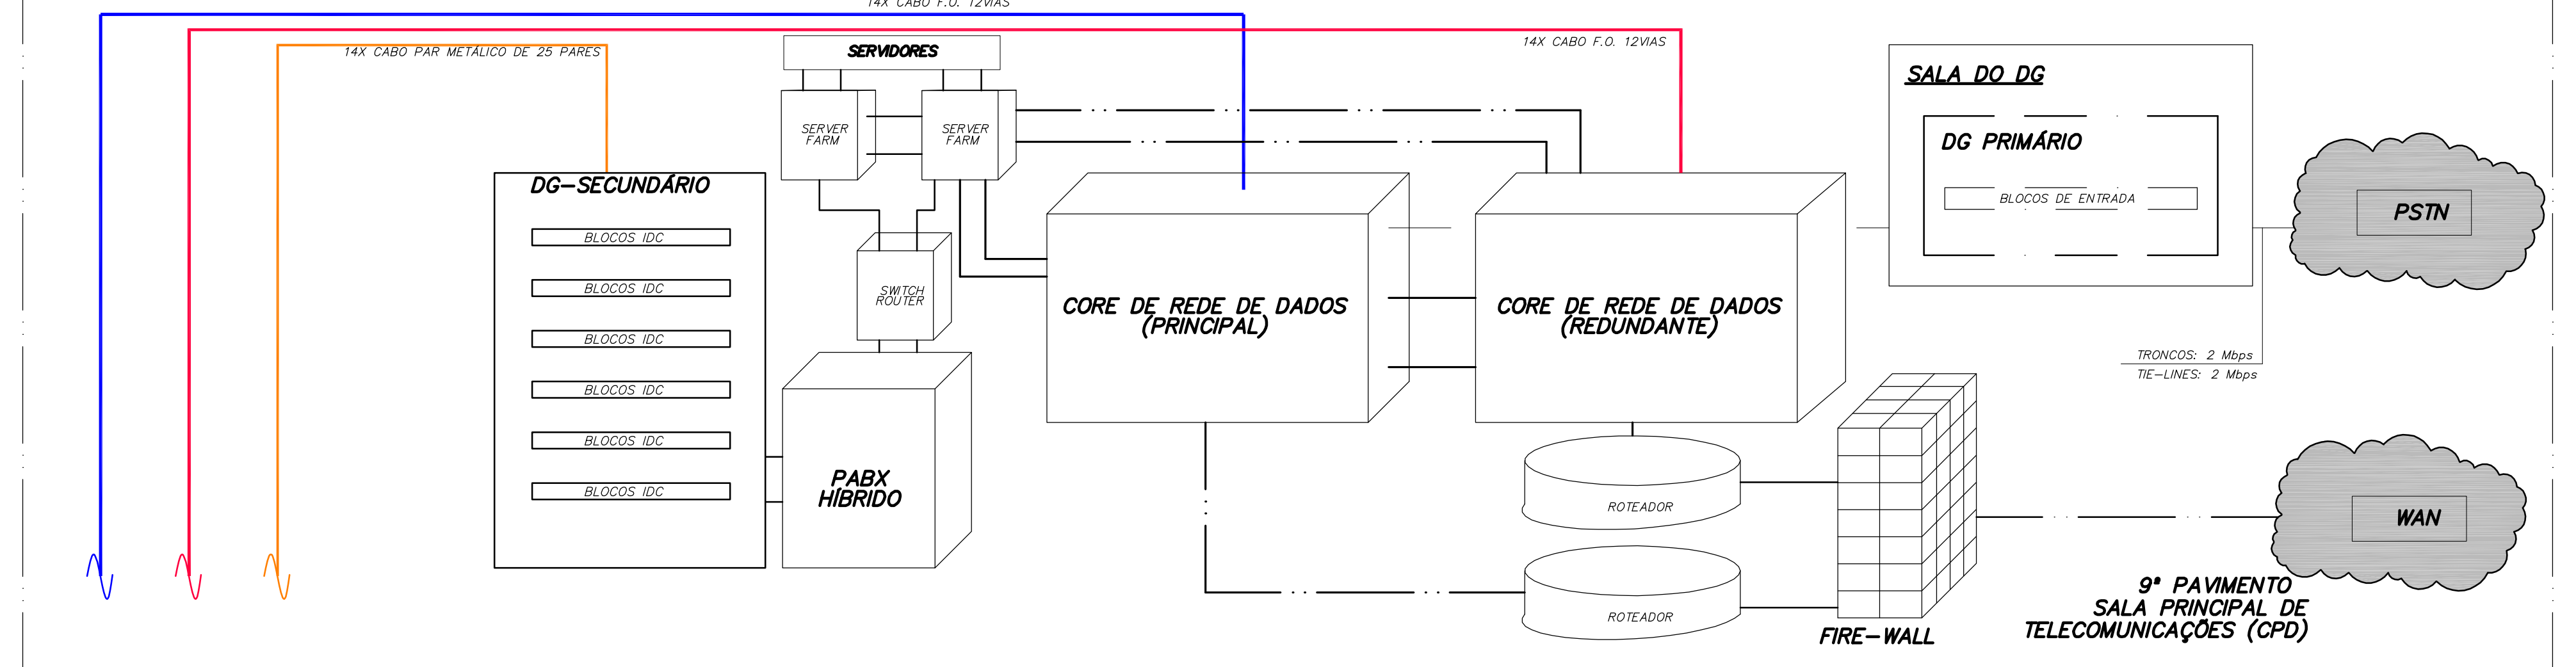 14X CABO F.O. 12VIAS
14X CABO PAR METÁLICO DE 25 PARES
SERVIDORES
14X CABO F.O. 12VIAS
SALA DO DG
SERVER
FARM
SERVER
FARM
DG PRIMÁRIO
BLOCOS DE ENTRADA
PSTN
DG-SECUNDÁRIO
BLOCOS IDC
BLOCOS IDC
BLOCOS IDC
BLOCOS IDC
BLOCOS IDC
BLOCOS IDC
SWITCH
ROUTER
CORE DE REDE DE DADOS
(PRINCIPAL)
CORE DE REDE DE DADOS
(REDUNDANTE)
TRONCOS: 2 Mbps
TIE-LINES: 2 Mbps
PABX
HÍBRIDO
ROTEADOR
ROTEADOR
FIRE-WALL
WAN
9ª PAVIMENTO
SALA PRINCIPAL DE
TELECOMUNICAÇÕES (CPD)